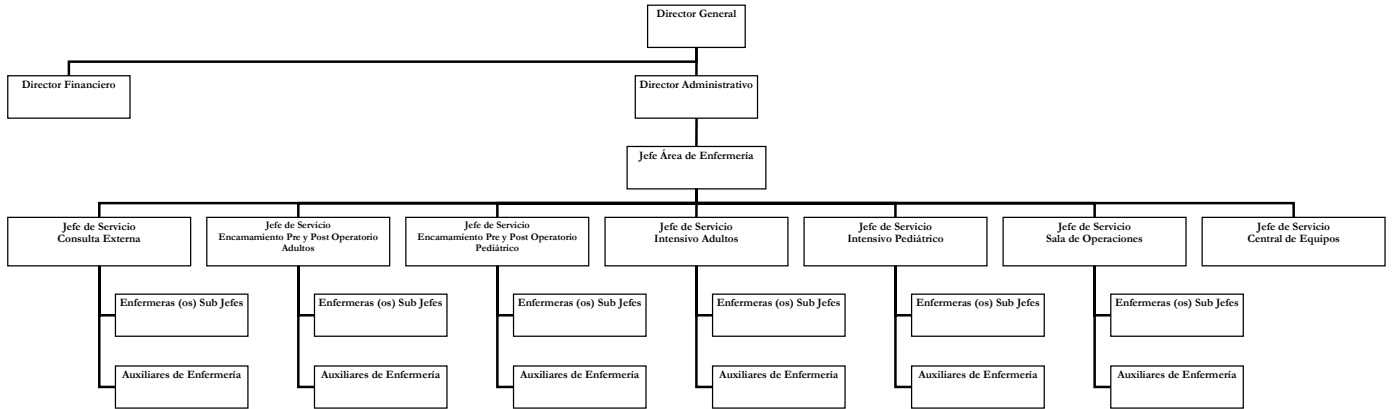 Director General
Director Financiero
Director Administrativo
Jefe Área de Enfermería
Jefe de Servicio
Consulta Externa
Jefe de Servicio
Encamamiento Pre y Post Operatorio
Adultos
Jefe de Servicio
Encamamiento Pre y Post Operatorio
Pediátrico
Jefe de Servicio
Intensivo Adultos
Jefe de Servicio
Intensivo Pediátrico
Jefe de Servicio
Sala de Operaciones
Jefe de Servicio
Central de Equipos
Enfermeras (os) Sub Jefes
Enfermeras (os) Sub Jefes
Enfermeras (os) Sub Jefes
Enfermeras (os) Sub Jefes
Enfermeras (os) Sub Jefes
Enfermeras (os) Sub Jefes
Auxiliares de Enfermería
Auxiliares de Enfermería
Auxiliares de Enfermería
Auxiliares de Enfermería
Auxiliares de Enfermería
Auxiliares de Enfermería